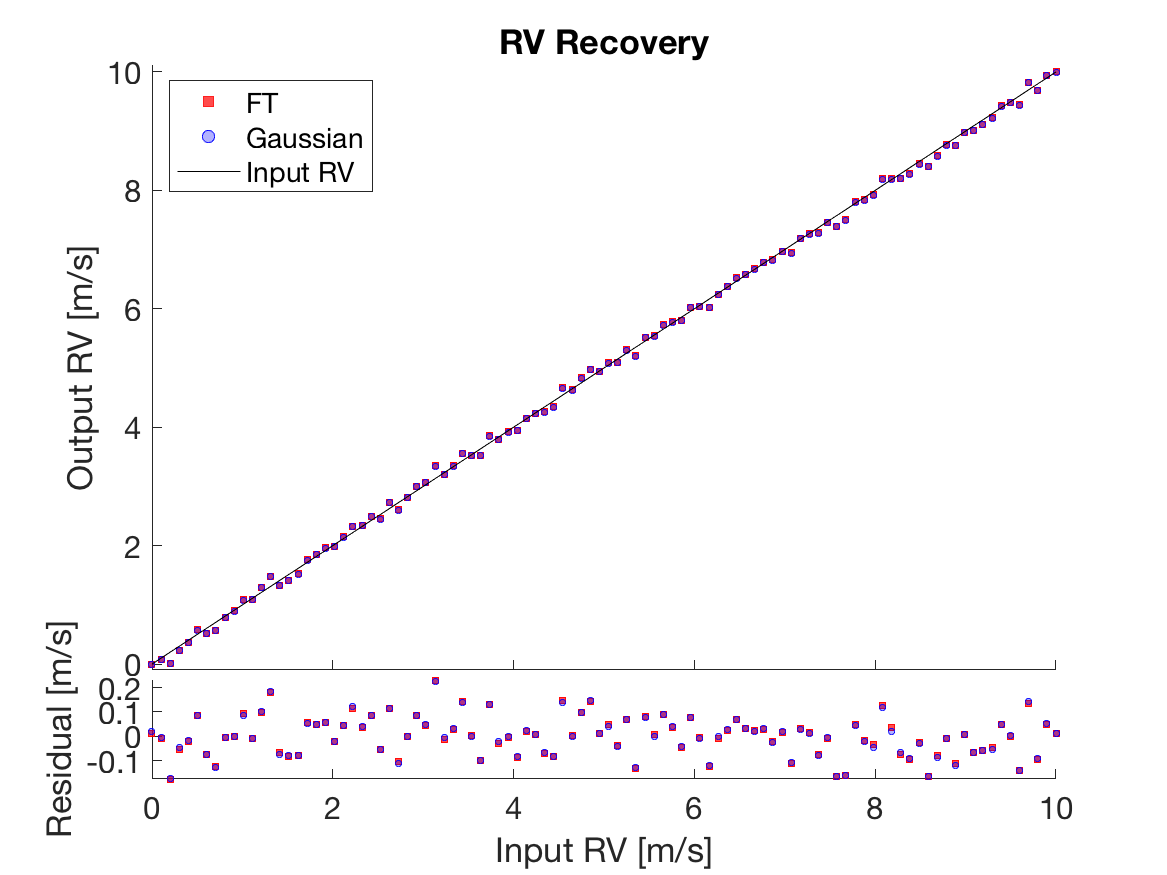 RV Recovery
FT
Gaussian
Input RV
Output RV [m/s]
10
8
6
4
2
0
Residual [m/s]
0.2
0.1
0
-0.1
0 2 4 6 8 10
Input RV [m/s]